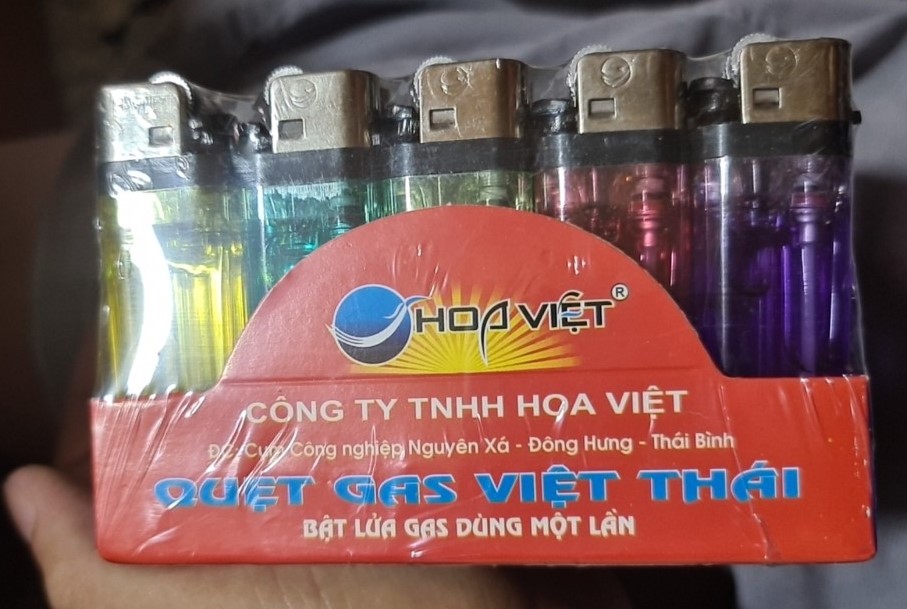 HOA VIỆT ®
CÔNG TY TNHH HOA VIỆT
ĐC: Cụm Công nghiệp Nguyên Xá - Đông Hưng - Thái Bình
QUẸT GAS VIỆT THÁI
BẬT LỬA GAS DÙNG MỘT LẦN